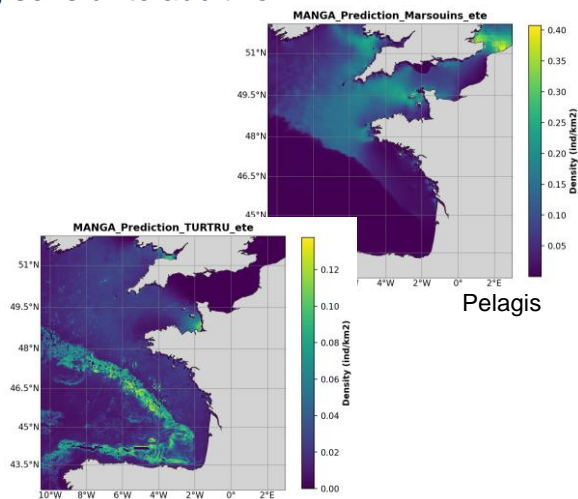 MANGA_Prediction_Marsouins_ete
51°N
49.5°N
48°N
46.5°N
45°N
4°W
2°W
0°
2°E
0.40
0.35
0.30
0.25
0.20
0.15
0.10
0.05
Density (ind/km2)
Pelagis
MANGA_Prediction_TURTRU_ete
51°N
49.5°N
48°N
46.5°N
45°N
43.5°N
10°W
8°W
6°W
4°W
2°W
0°
2°E
0.12
0.10
0.08
0.06
0.04
0.02
0.00
Density (ind/km2)